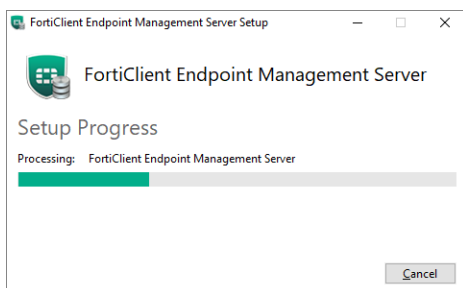 FortiClient Endpoint Management Server Setup
FortiClient Endpoint Management Server
Setup Progress
Processing: FortiClient Endpoint Management Server
Cancel